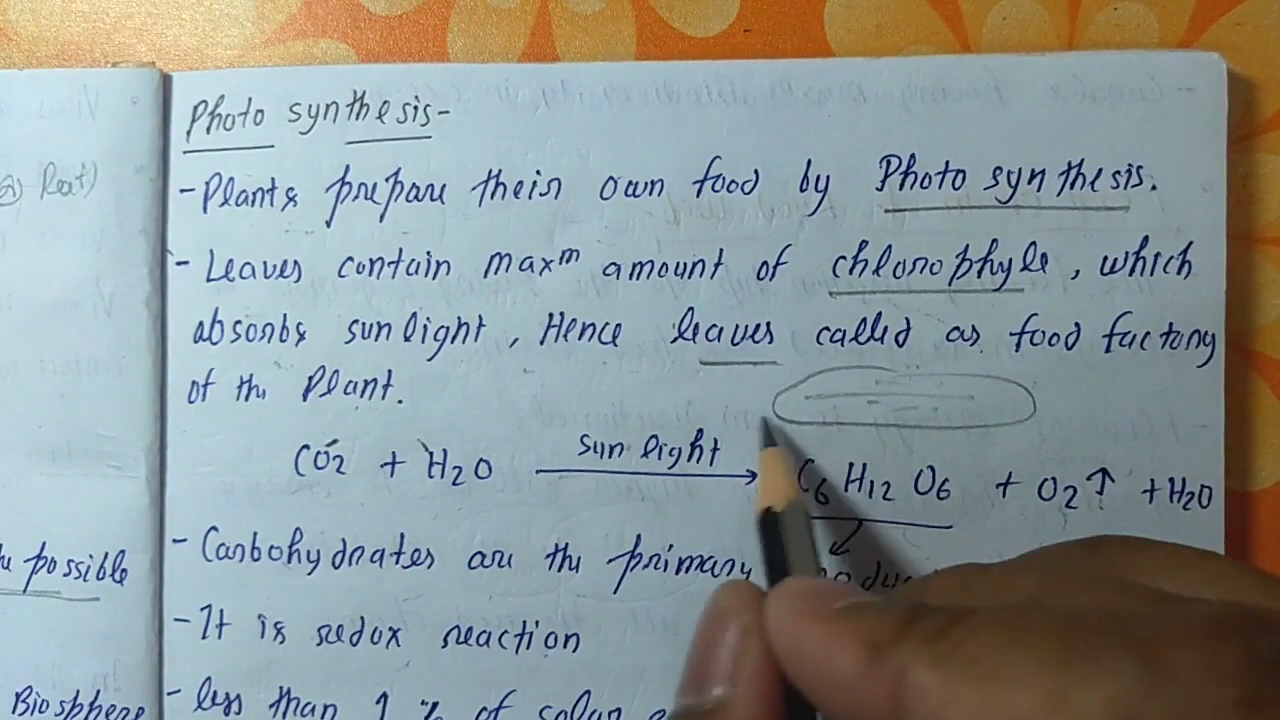 Photo synthesis-
- Plants prepare their own food by Photo synthesis.
- Leaves contain maxᵐ amount of chlorophyle, which
absorbs sunlight, Hence leaves called as food factory
of the Plant.
CO2 + H2O sun light C6 H12 O6 + O2↑ + H2O
- Carbohydrates are the primary
- It is redox reaction
- less than 1 % of solar
possible
Biosphere